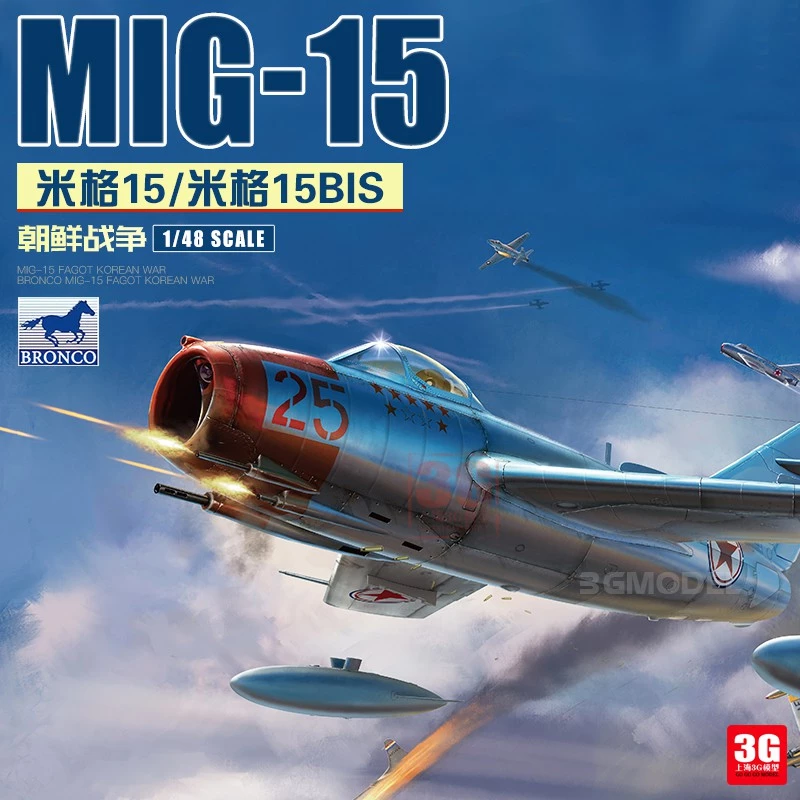 MIG-15
米格15/米格15BIS
朝鲜战争 1/48 SCALE
MIG-15 FAGOT KOREAN WAR
BRONCO MIG-15 FAGOT KOREAN WAR
BRONCO
25
3G
3GMODEL
3G
上海3G模型